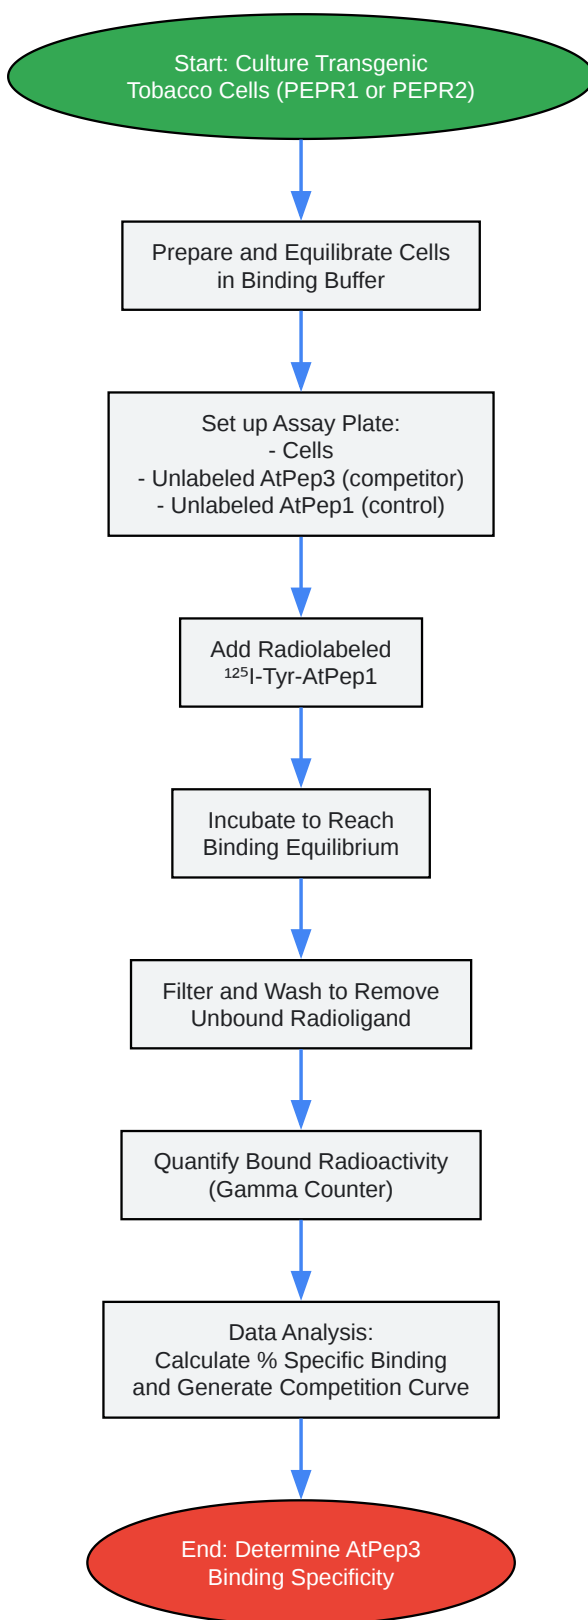 Start: Culture Transgenic
Tobacco Cells (PEPR1 or PEPR2)
Prepare and Equilibrate Cells
in Binding Buffer
Set up Assay Plate:
- Cells
- Unlabeled AtPep3 (competitor)
- Unlabeled AtPep1 (control)
Add Radiolabeled
¹²⁵I-Tyr-AtPep1
Incubate to Reach
Binding Equilibrium
Filter and Wash to Remove
Unbound Radioligand
Quantify Bound Radioactivity
(Gamma Counter)
Data Analysis:
Calculate % Specific Binding
and Generate Competition Curve
End: Determine AtPep3
Binding Specificity